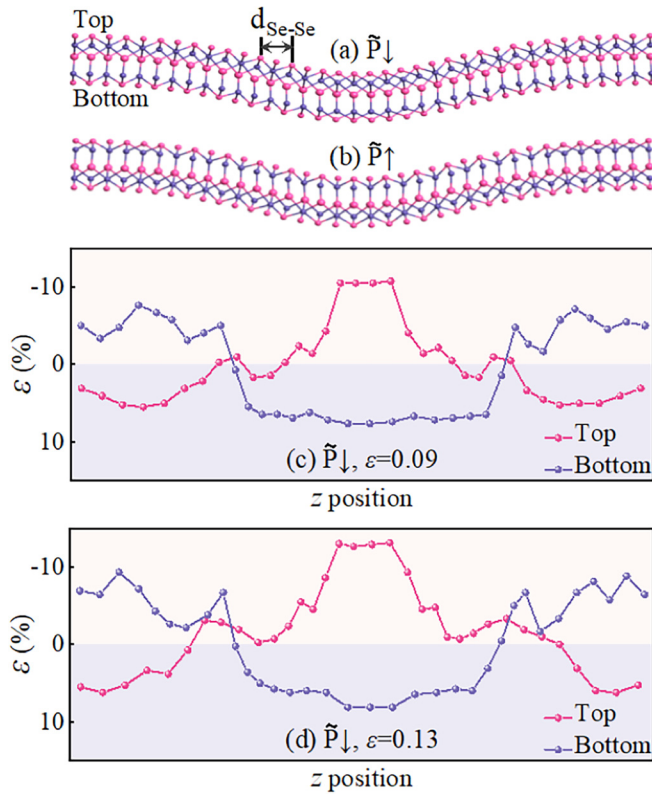 Top
d_Se-Se
(a) P̃↓
Bottom
(b) P̃↑
-10
0
10
ε (%)
Top
Bottom
(c) P̃↓, ε=0.09
z position
-10
0
10
ε (%)
Top
Bottom
(d) P̃↓, ε=0.13
z position